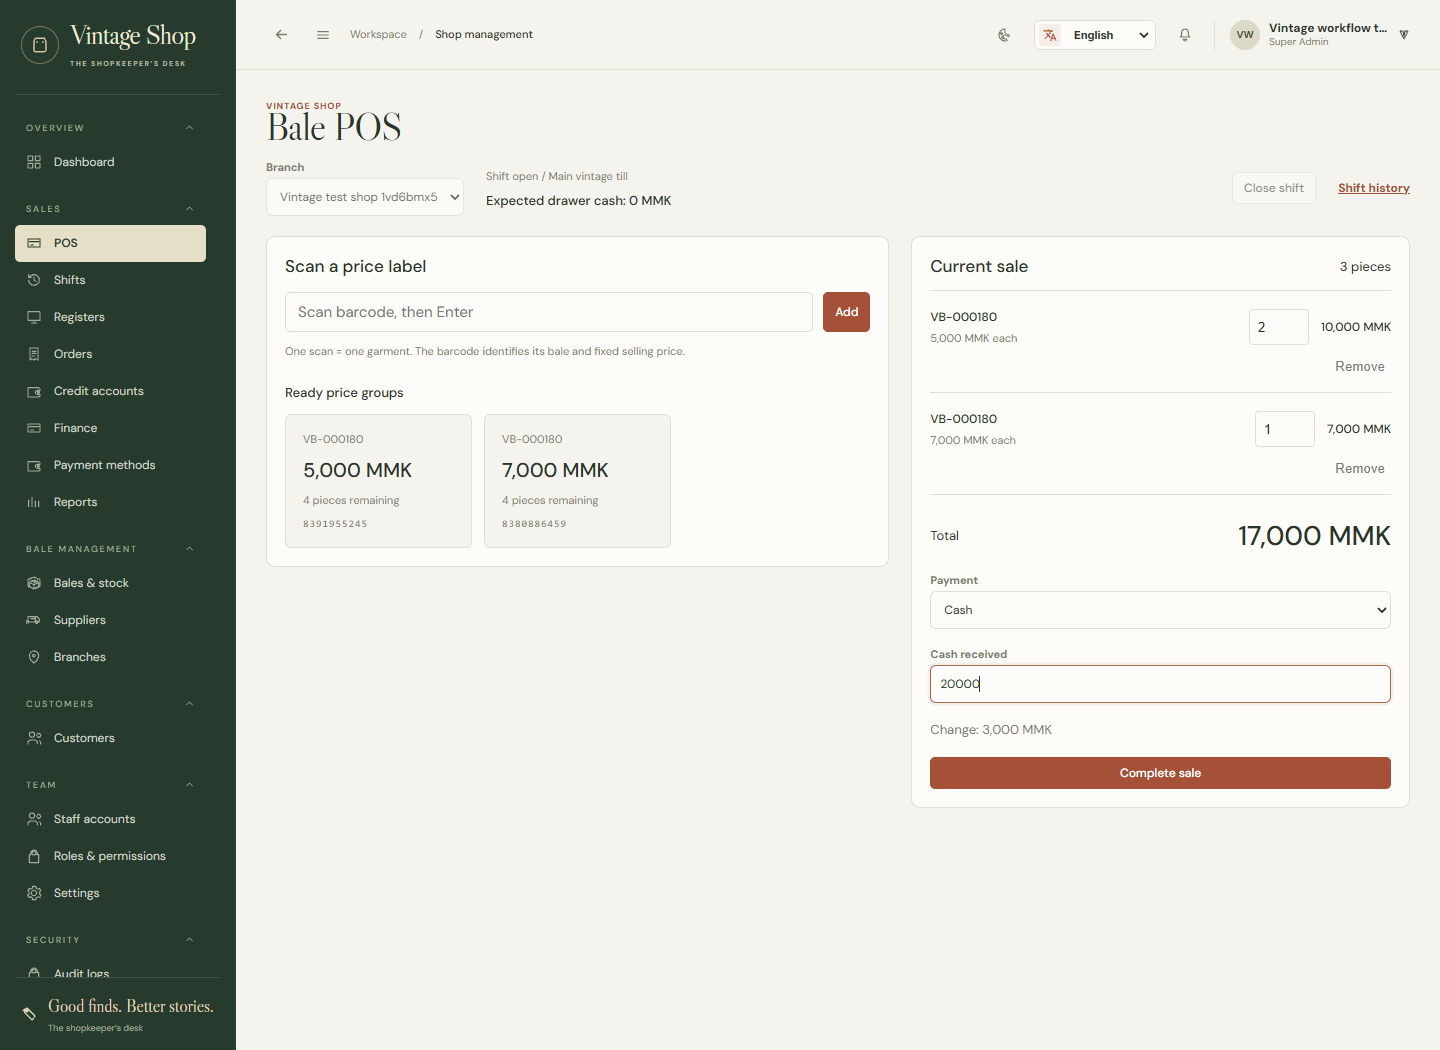 Vintage Shop
THE SHOPKEEPER'S DESK
OVERVIEW
Dashboard
SALES
POS
Shifts
Registers
Orders
Credit accounts
Finance
Payment methods
Reports
BALE MANAGEMENT
Bales & stock
Suppliers
Branches
CUSTOMERS
Customers
TEAM
Staff accounts
Roles & permissions
Settings
SECURITY
Audit logs
Good finds. Better stories.
The shopkeeper's desk
Workspace / Shop management
English
VW
Vintage workflow t...
Super Admin
VINTAGE SHOP
Bale POS
Branch
Vintage test shop 1vd6bmx5
Shift open / Main vintage till
Expected drawer cash: 0 MMK
Close shift
Shift history
Scan a price label
Scan barcode, then Enter
Add
One scan = one garment. The barcode identifies its bale and fixed selling price.
Ready price groups
VB-000180
5,000 MMK
4 pieces remaining
8391955245
VB-000180
7,000 MMK
4 pieces remaining
8380886459
Current sale
3 pieces
VB-000180
5,000 MMK each
2
10,000 MMK
Remove
VB-000180
7,000 MMK each
1
7,000 MMK
Remove
Total
17,000 MMK
Payment
Cash
Cash received
20000
Change: 3,000 MMK
Complete sale